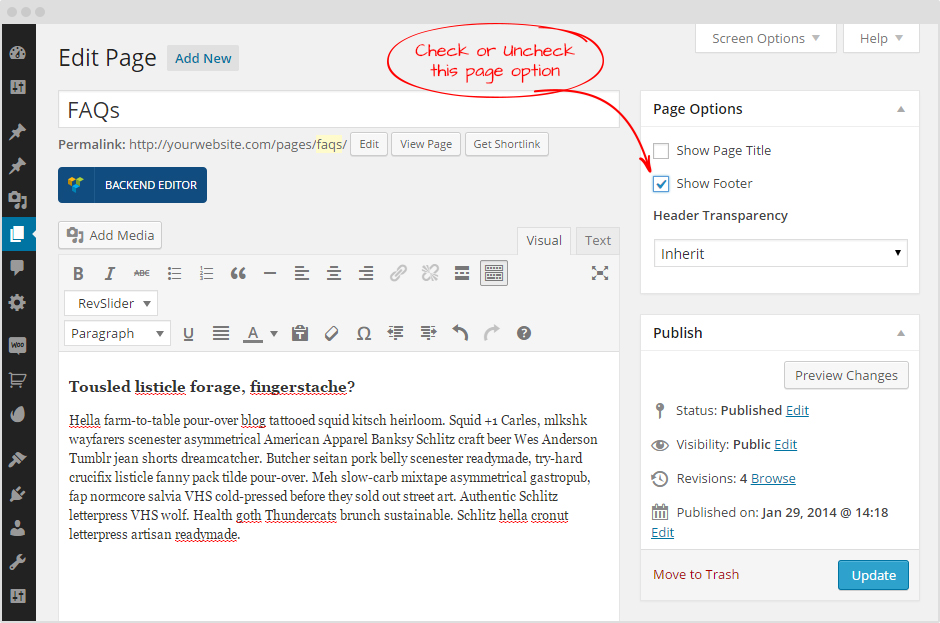 Check or Uncheck
this page option
Screen Options
Help
Edit Page
Add New
FAQs
Permalink: http://yourwebsite.com/pages/faqs/
Edit
View Page
Get Shortlink
BACKEND EDITOR
Add Media
Visual
Text
B I ABC
RevSlider
Paragraph
U A T Ω ?
Tousled listicle forage, fingerstache?
Hella farm-to-table pour-over blog tattooed squid kitsch heirloom. Squid +1 Carles, mlkshk
wayfarers scenester asymmetrical American Apparel Banksy Schlitz craft beer Wes Anderson
Tumblr jean shorts dreamcatcher. Butcher seitan pork belly scenester readymade, try-hard
crucifix listicle fanny pack tilde pour-over. Meh slow-carb mixtape asymmetrical gastropub,
fap normcore salvia VHS cold-pressed before they sold out street art. Authentic Schlitz
letterpress VHS wolf. Health goth Thundercats brunch sustainable. Schlitz hella cronut
letterpress artisan readymade.
Page Options
Show Page Title
Show Footer
Header Transparency
Inherit
Publish
Preview Changes
Status: Published Edit
Visibility: Public Edit
Revisions: 4 Browse
Published on: Jan 29, 2014 @ 14:18
Edit
Move to Trash
Update
WOO